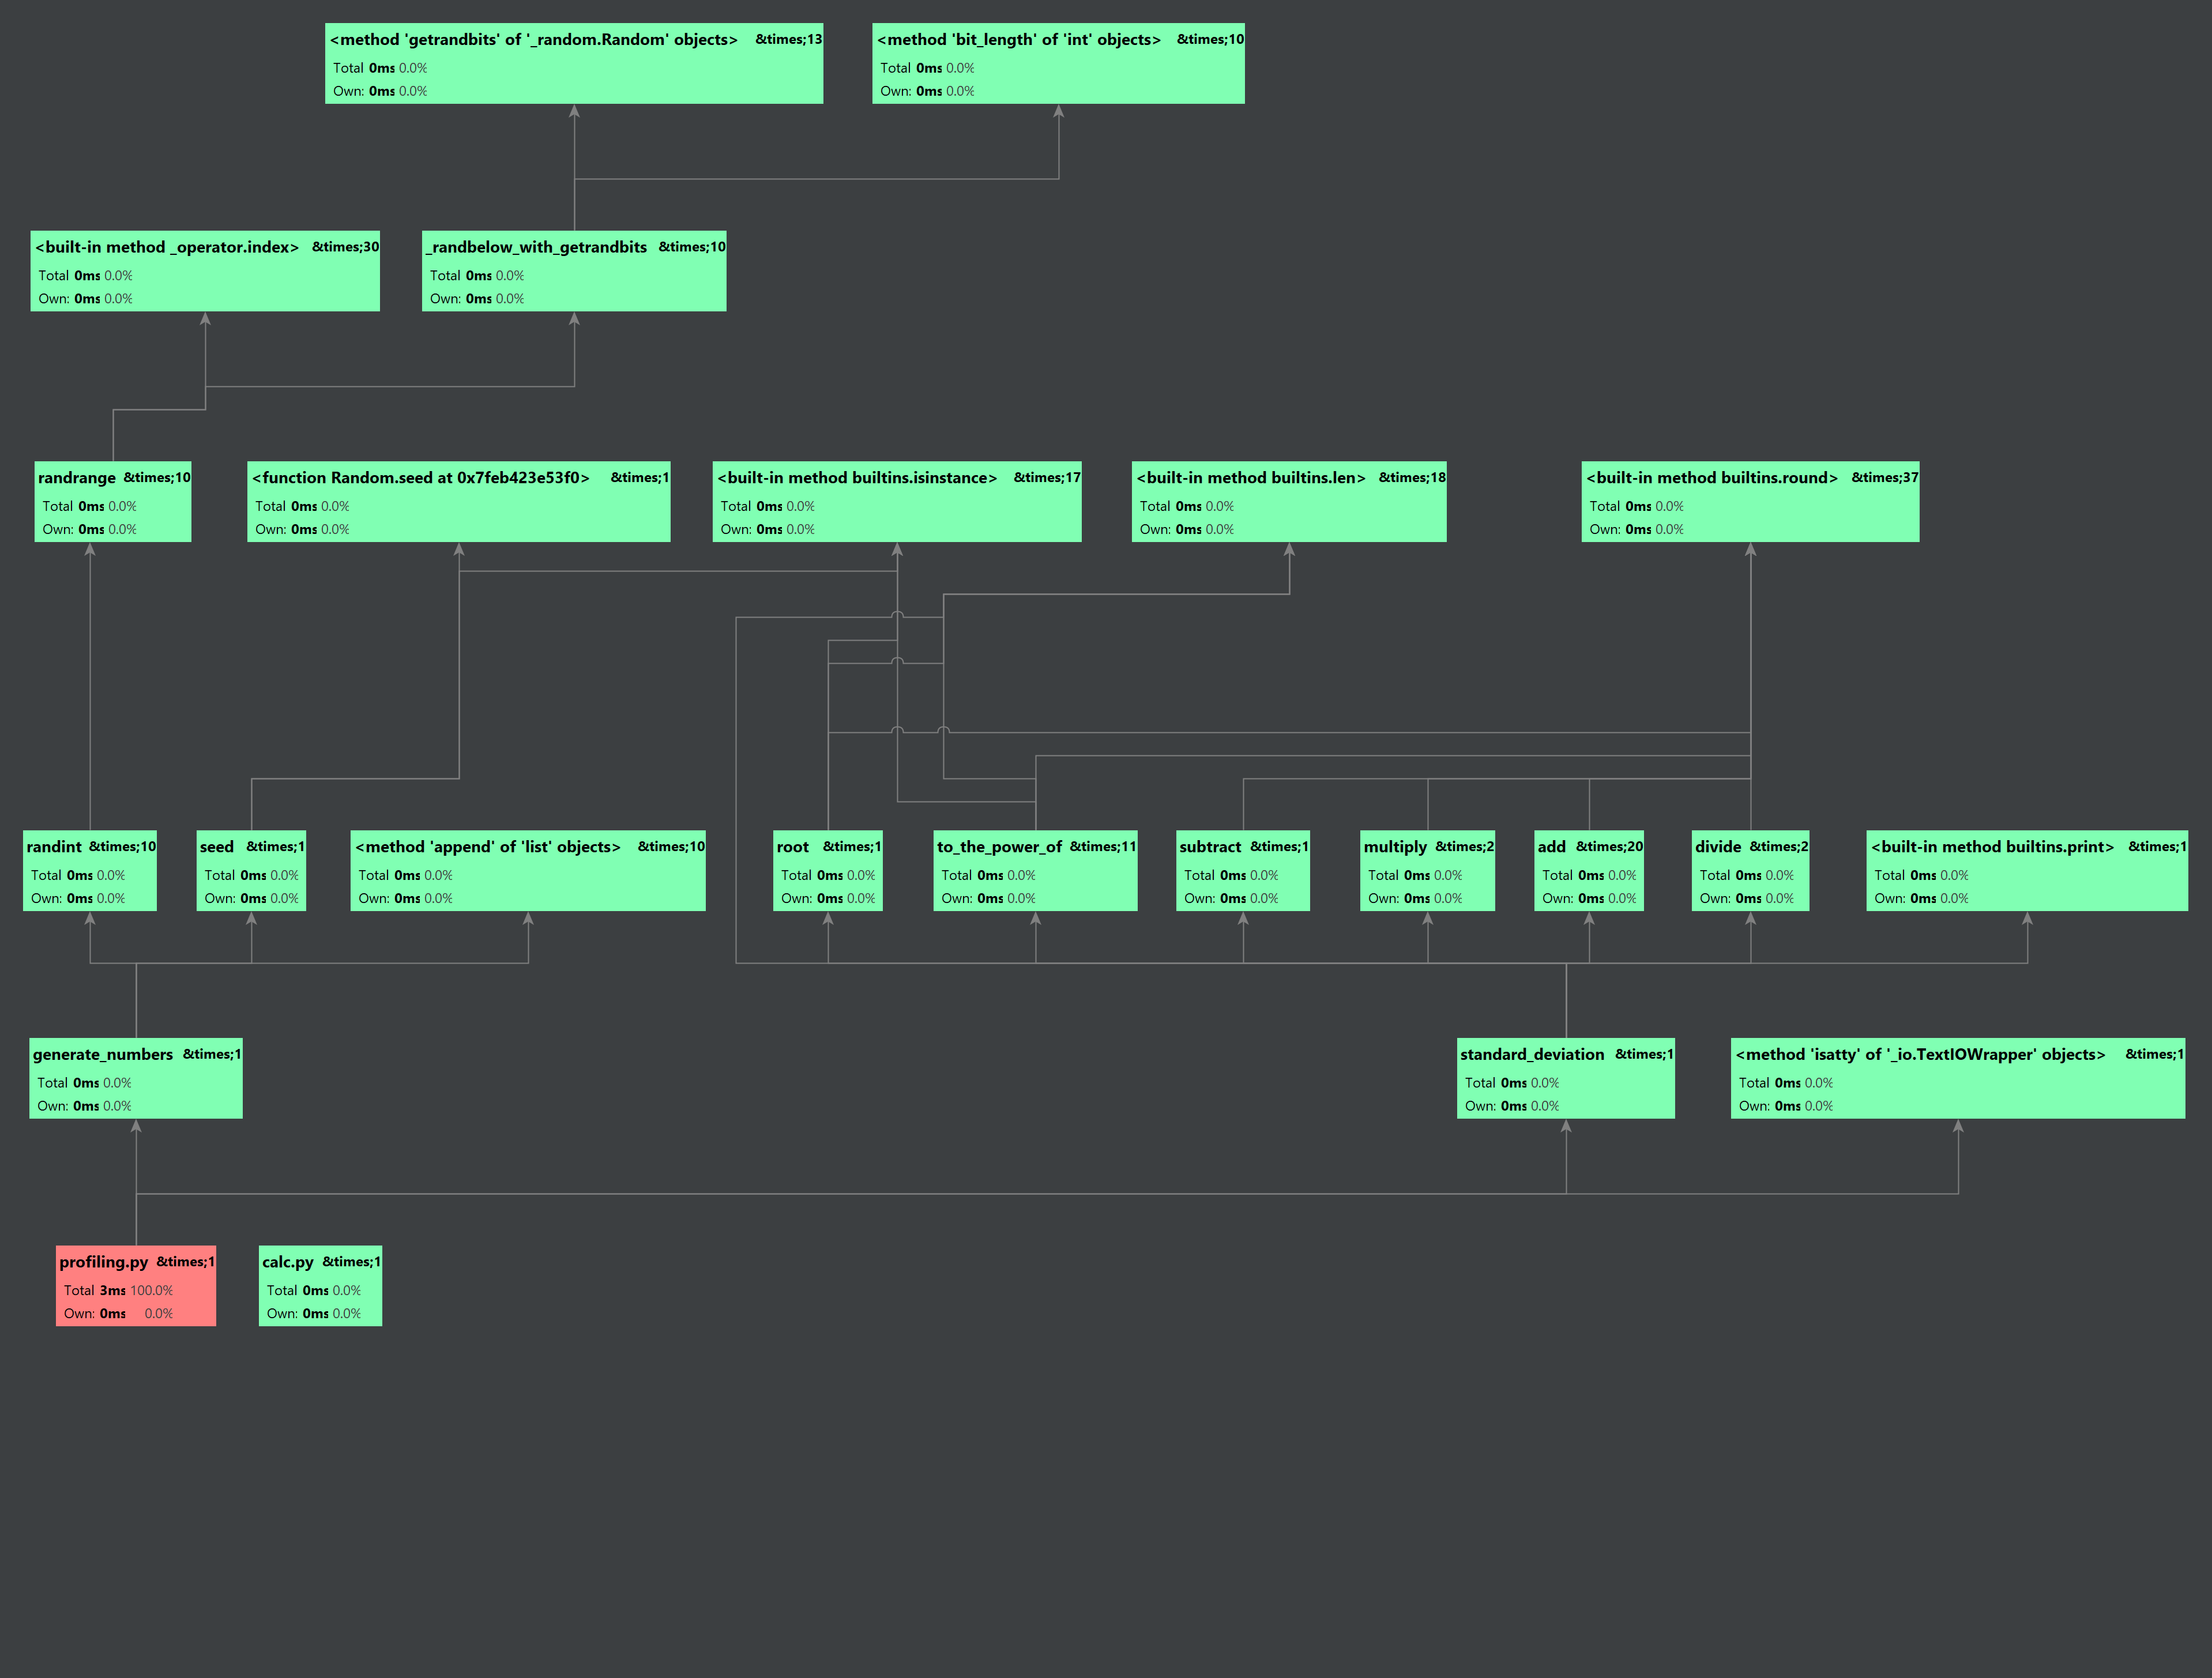 <method 'getrandbits' of '_random.Random' objects> &times;13
Total 0ms 0.0%
Own: 0ms 0.0%
<method 'bit_length' of 'int' objects> &times;10
Total 0ms 0.0%
Own: 0ms 0.0%
<built-in method _operator.index> &times;30
Total 0ms 0.0%
Own: 0ms 0.0%
_randbelow_with_getrandbits &times;10
Total 0ms 0.0%
Own: 0ms 0.0%
randrange &times;10
Total 0ms 0.0%
Own: 0ms 0.0%
<function Random.seed at 0x7feb423e53f0> &times;1
Total 0ms 0.0%
Own: 0ms 0.0%
<built-in method builtins.isinstance> &times;17
Total 0ms 0.0%
Own: 0ms 0.0%
<built-in method builtins.len> &times;18
Total 0ms 0.0%
Own: 0ms 0.0%
<built-in method builtins.round> &times;37
Total 0ms 0.0%
Own: 0ms 0.0%
randint &times;10
Total 0ms 0.0%
Own: 0ms 0.0%
seed &times;1
Total 0ms 0.0%
Own: 0ms 0.0%
<method 'append' of 'list' objects> &times;10
Total 0ms 0.0%
Own: 0ms 0.0%
root &times;1
Total 0ms 0.0%
Own: 0ms 0.0%
to_the_power_of &times;11
Total 0ms 0.0%
Own: 0ms 0.0%
subtract &times;1
Total 0ms 0.0%
Own: 0ms 0.0%
multiply &times;2
Total 0ms 0.0%
Own: 0ms 0.0%
add &times;20
Total 0ms 0.0%
Own: 0ms 0.0%
divide &times;2
Total 0ms 0.0%
Own: 0ms 0.0%
<built-in method builtins.print> &times;1
Total 0ms 0.0%
Own: 0ms 0.0%
generate_numbers &times;1
Total 0ms 0.0%
Own: 0ms 0.0%
standard_deviation &times;1
Total 0ms 0.0%
Own: 0ms 0.0%
<method 'isatty' of '_io.TextIOWrapper' objects> &times;1
Total 0ms 0.0%
Own: 0ms 0.0%
profiling.py &times;1
Total 3ms 100.0%
Own: 0ms 0.0%
calc.py &times;1
Total 0ms 0.0%
Own: 0ms 0.0%